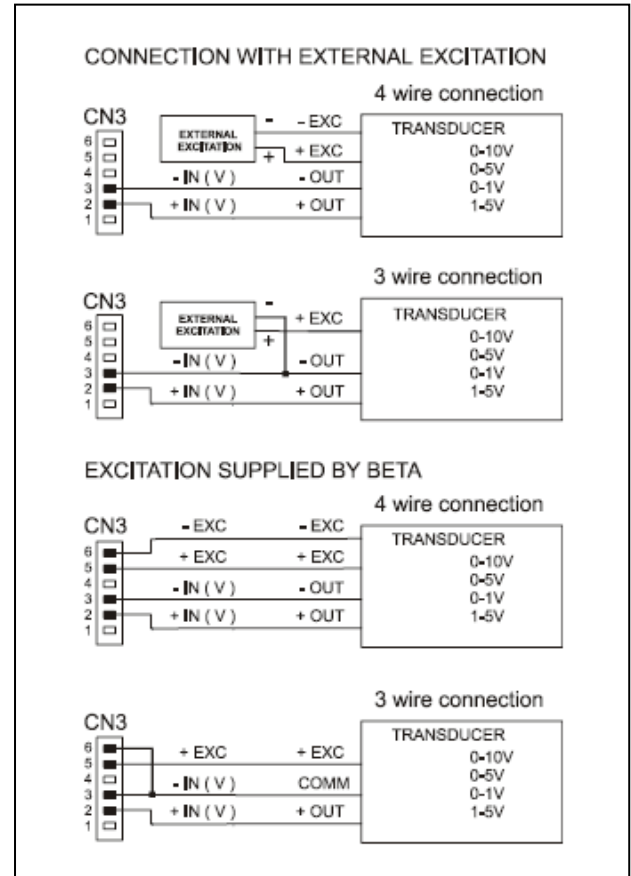 CONNECTION WITH EXTERNAL EXCITATION
4 wire connection
CN3
6
5
4
3
2
1
EXTERNAL
EXCITATION
-
+
- EXC
+ EXC
- IN ( V )
- OUT
+ IN ( V )
+ OUT
TRANSDUCER
0-10V
0-5V
0-1V
1-5V
3 wire connection
CN3
6
5
4
3
2
1
EXTERNAL
EXCITATION
-
+
+ EXC
-IN ( V )
- OUT
+ IN ( V )
+ OUT
TRANSDUCER
0-10V
0-5V
0-1V
1-5V
EXCITATION SUPPLIED BY BETA
4 wire connection
CN3
6
5
4
3
2
1
- EXC
- EXC
+ EXC
+ EXC
- IN ( V )
- OUT
+ IN ( V )
+ OUT
TRANSDUCER
0-10V
0-5V
0-1V
1-5V
3 wire connection
CN3
6
5
4
3
2
1
+ EXC
+ EXC
- IN ( V )
COMM
+ IN ( V )
+ OUT
TRANSDUCER
0-10V
0-5V
0-1V
1-5V